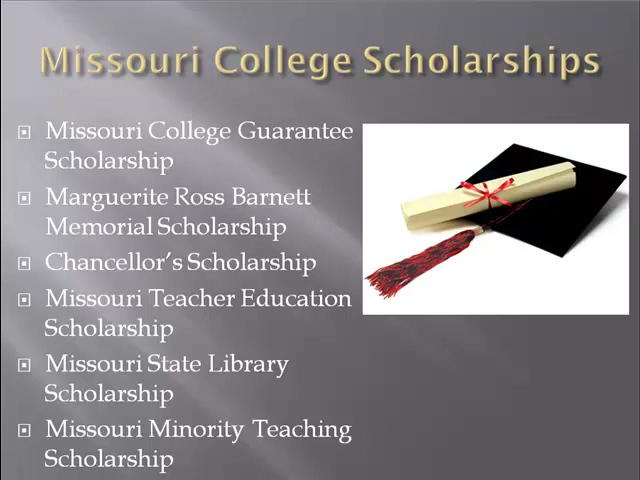 Missouri College Scholarships
Missouri College Guarantee
Scholarship
Marguerite Ross Barnett
Memorial Scholarship
Chancellor's Scholarship
Missouri Teacher Education
Scholarship
Missouri State Library
Scholarship
Missouri Minority Teaching
Scholarship